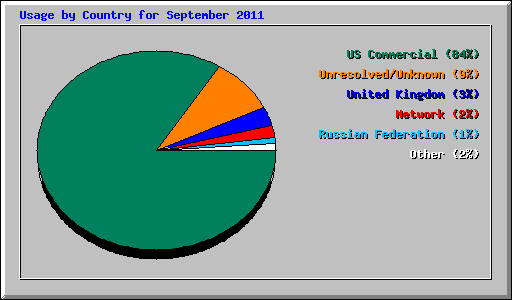 Usage by Country for September 2011
US Commercial (84%)
Unresolved/Unknown (9%)
United Kingdom (3%)
Network (2%)
Russian Federation (1%)
Other (2%)